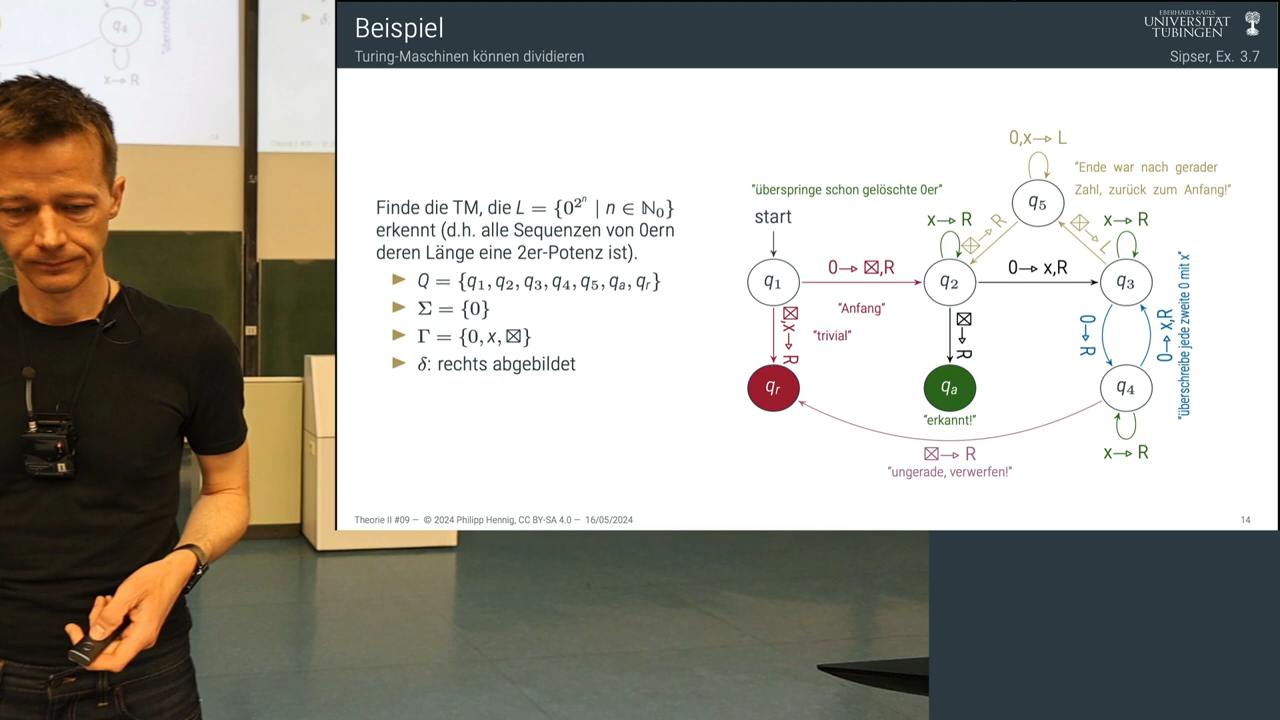 Beispiel
Turing-Maschinen können dividieren
EBERHARD KARLS
UNIVERSITÄT
TÜBINGEN
Sipser, Ex. 3.7
Finde die TM, die L = {0^{2^n} | n ∈ ℕ₀}
erkennt (d.h. alle Sequenzen von 0ern
deren Länge eine 2er-Potenz ist).
▶ Q = {q₁, q₂, q₃, q₄, q₅, qₐ, qᵣ}
▶ Σ = {0}
▶ Γ = {0, x, ⊠}
▶ δ: rechts abgebildet
0,x→ L
"Ende war nach gerader
Zahl, zurück zum Anfang!"
"überspringe schon gelöschte 0er"
q₅
start
x→ R
⊠→ R
⊠→ L
x→ R
q₁
0→ ⊠,R
q₂
0→ x,R
q₃
"Anfang"
⊠,x→ R
"trivial"
⊠→ R
0→ R
0→ x,R
"überschreibe jede zweite 0 mit x"
qᵣ
qₐ
q₄
"erkannt!"
⊠→ R
"ungerade, verwerfen!"
x→ R
Theorie II #09 — © 2024 Philipp Hennig, CC BY-SA 4.0 — 16/05/2024
14
q₄
x→ R